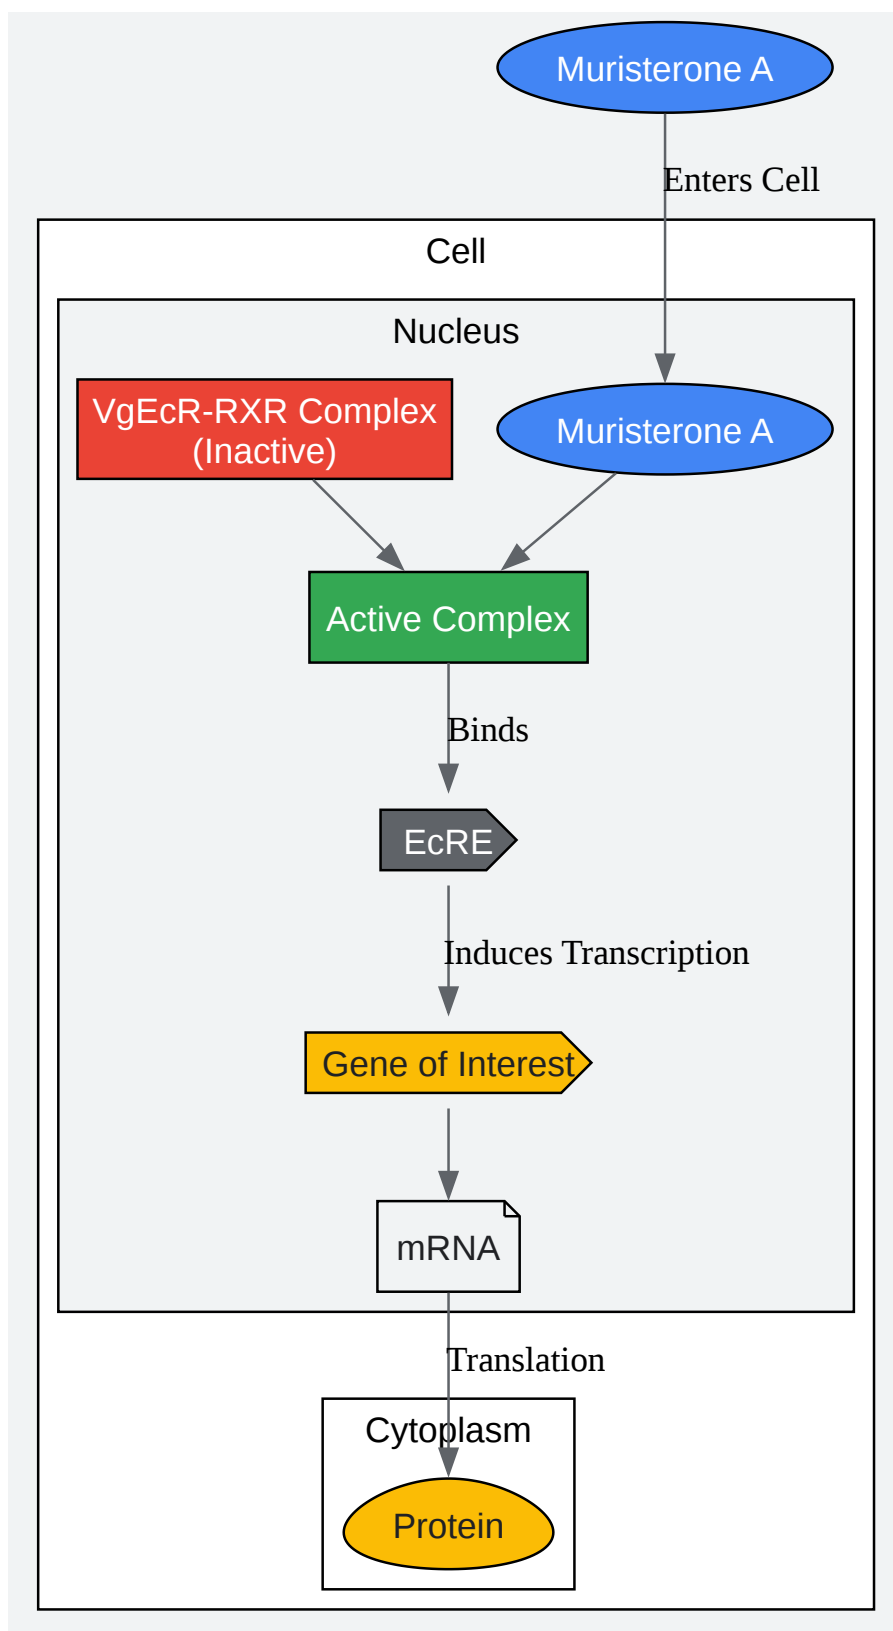 Muristerone A
Enters Cell
Cell
Nucleus
VgEcR-RXR Complex
(Inactive)
Muristerone A
Active Complex
Binds
EcRE
Induces Transcription
Gene of Interest
mRNA
Translation
Cytoplasm
Protein